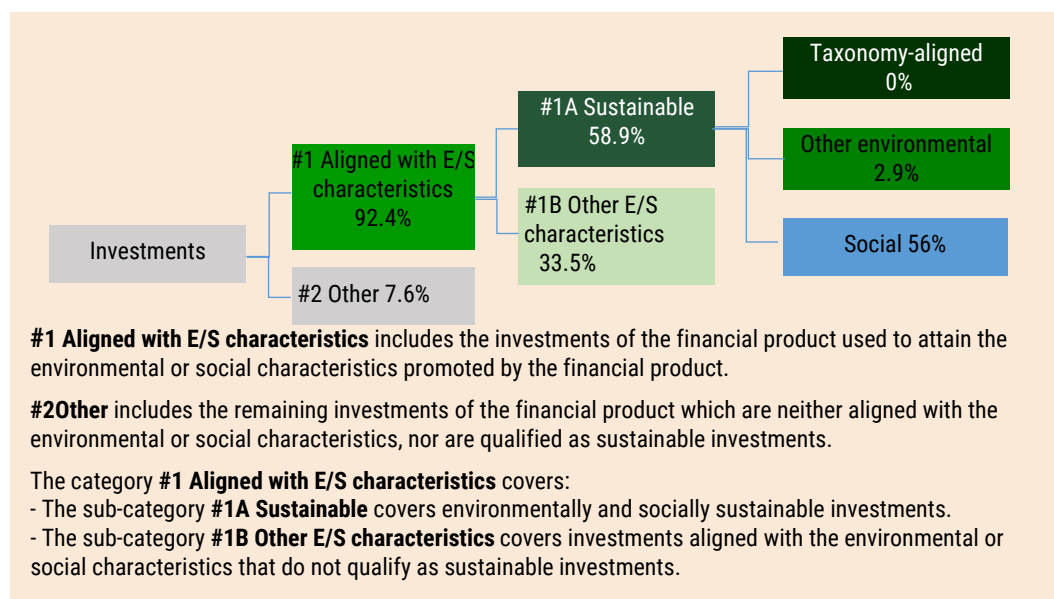 Taxonomy-aligned
0%
#1A Sustainable
58.9%
Other environmental
2.9%
#1 Aligned with E/S
characteristics
92.4%
#1B Other E/S
characteristics
33.5%
Social 56%
Investments
#2 Other 7.6%
#1 Aligned with E/S characteristics includes the investments of the financial product used to attain the
environmental or social characteristics promoted by the financial product.
#2Other includes the remaining investments of the financial product which are neither aligned with the
environmental or social characteristics, nor are qualified as sustainable investments.
The category #1 Aligned with E/S characteristics covers:
- The sub-category #1A Sustainable covers environmentally and socially sustainable investments.
- The sub-category #1B Other E/S characteristics covers investments aligned with the environmental or
social characteristics that do not qualify as sustainable investments.